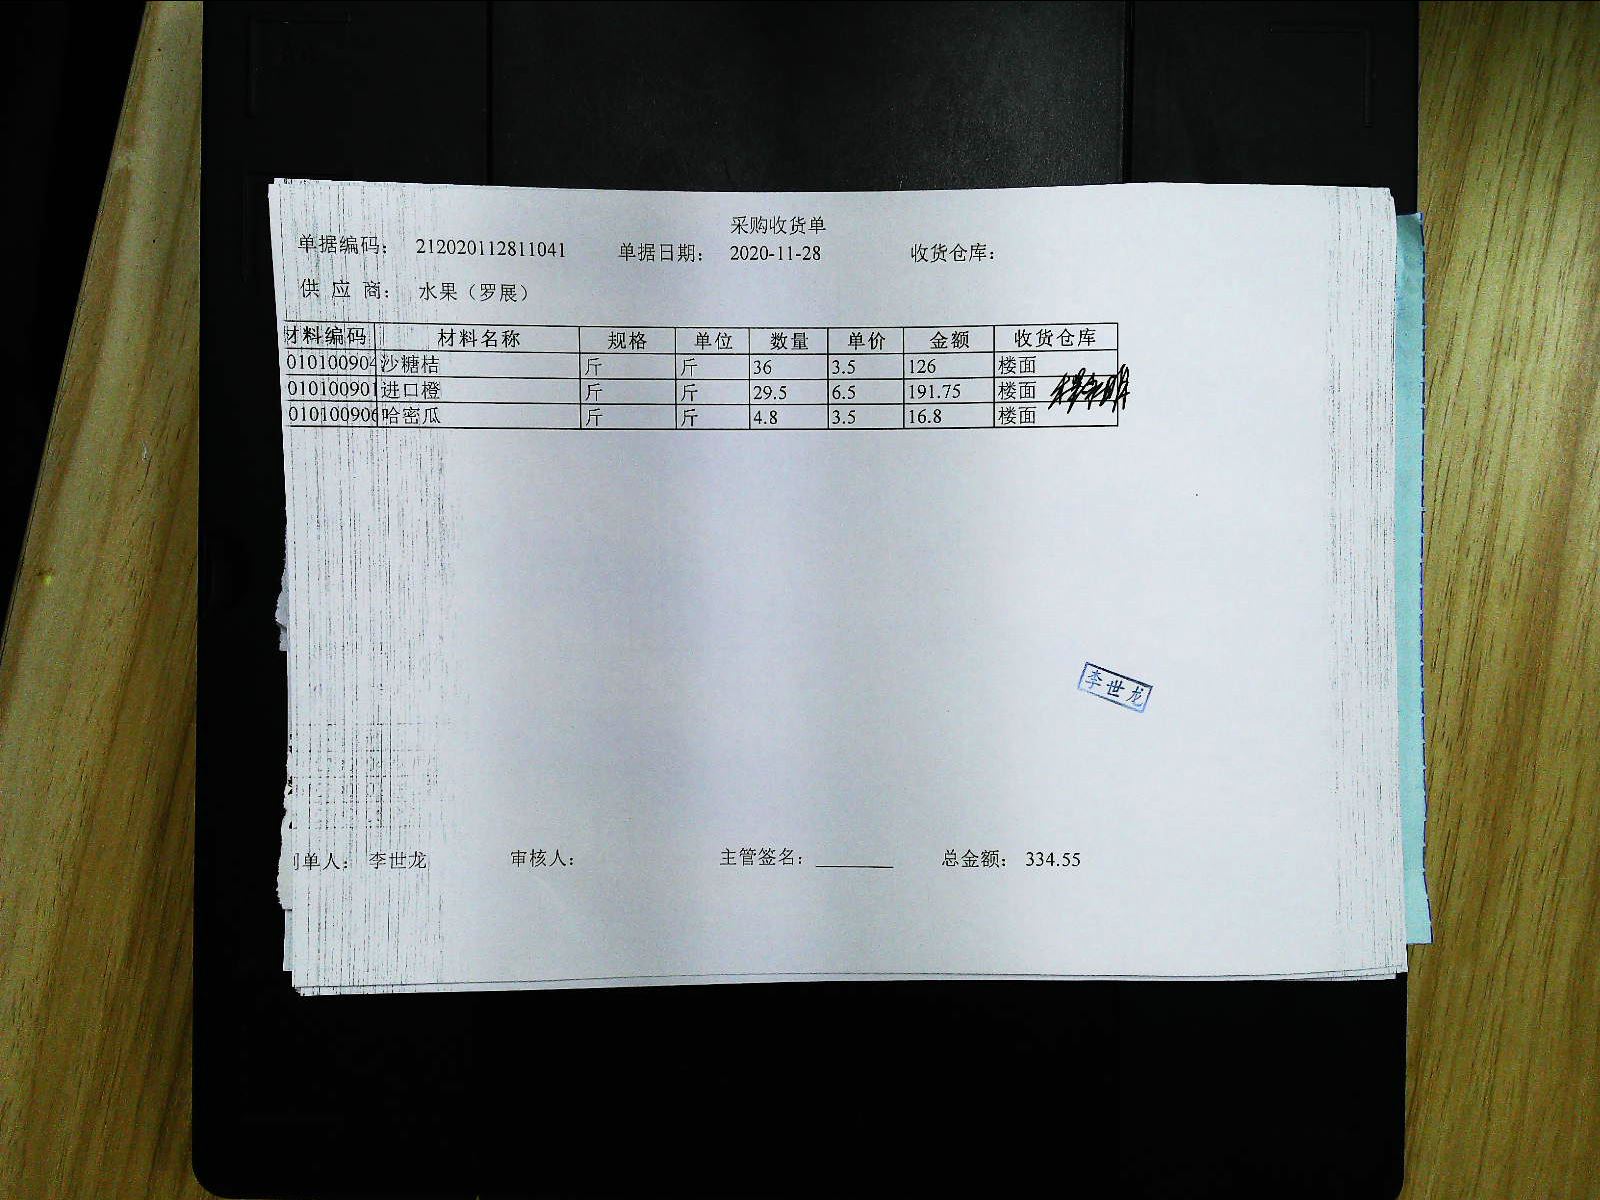 采购收货单
单据编码： 212020112811041 单据日期： 2020-11-28 收货仓库：
供 应 商： 水果（罗展）
材料编码 材料名称 规格 单位 数量 单价 金额 收货仓库
010100904 沙糖桔 斤 斤 36 3.5 126 楼面
010100901 进口橙 斤 斤 29.5 6.5 191.75 楼面
010100906 哈密瓜 斤 斤 4.8 3.5 16.8 楼面
李世龙
制单人： 李世龙 审核人： 主管签名： 总金额： 334.55